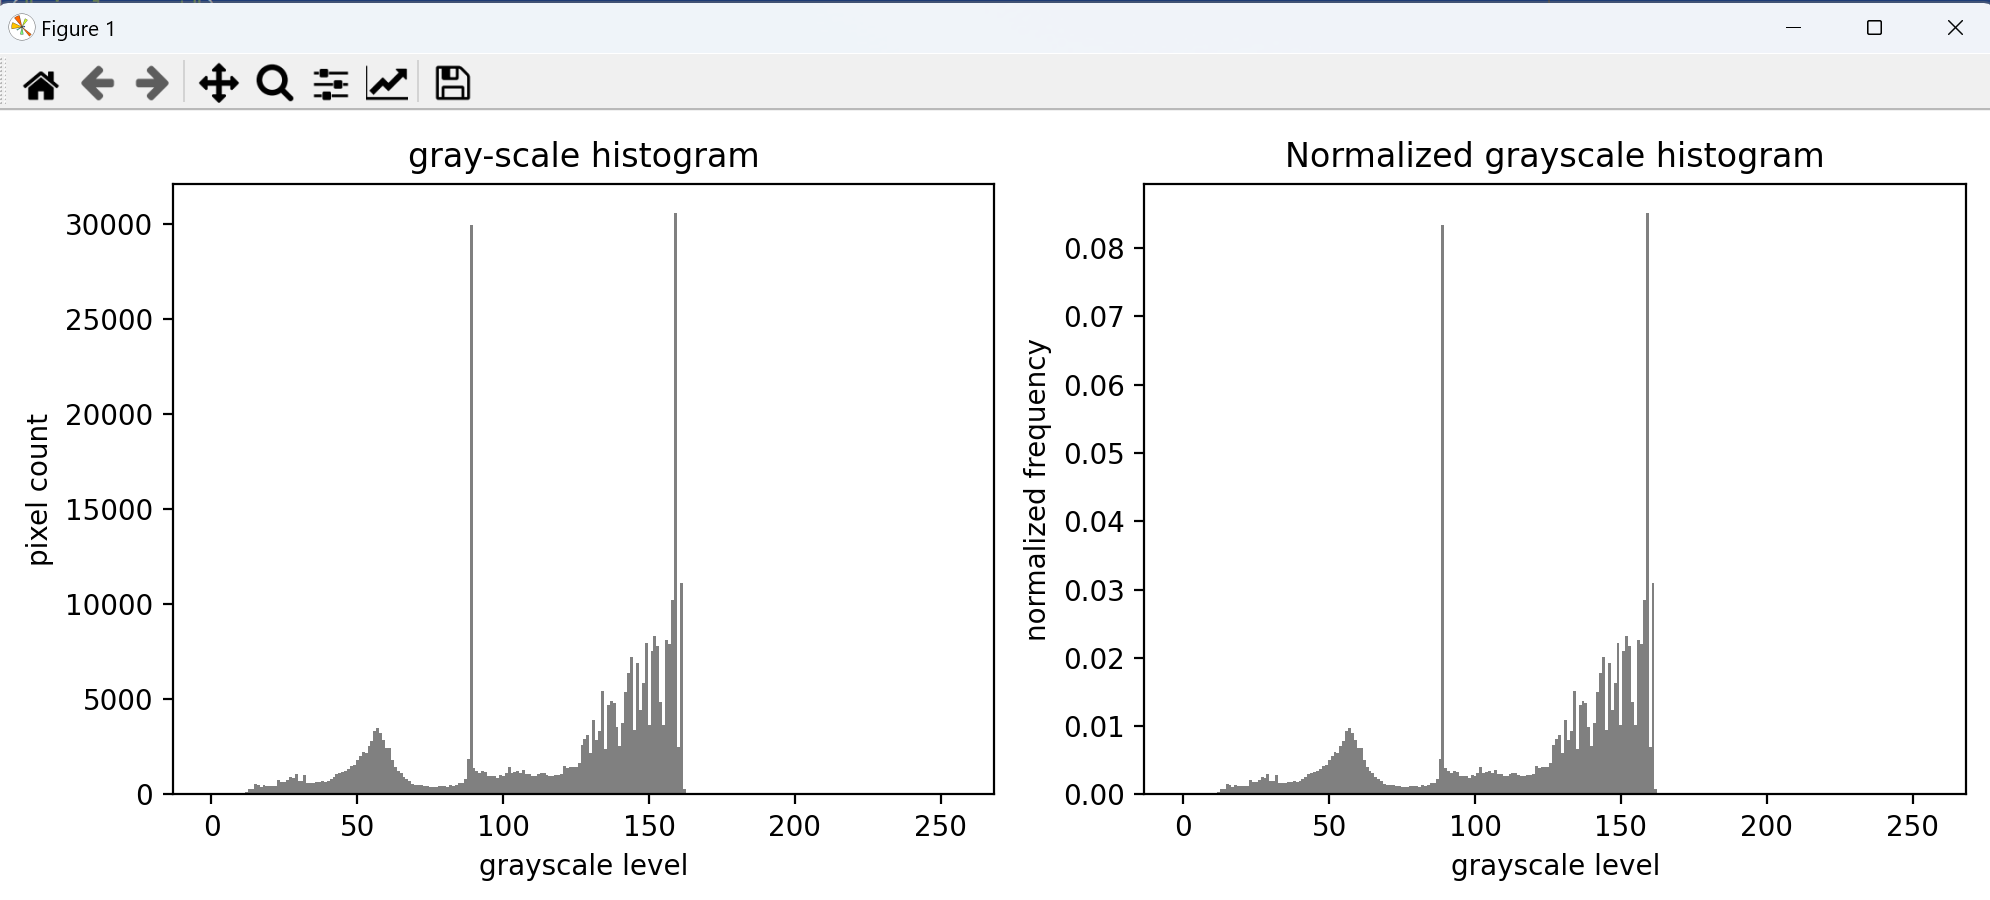 Figure 1
gray-scale histogram
30000
25000
20000
15000
10000
5000
0
pixel count
0 50 100 150 200 250
grayscale level
Normalized grayscale histogram
0.08
0.07
0.06
0.05
0.04
0.03
0.02
0.01
0.00
normalized frequency
0 50 100 150 200 250
grayscale level